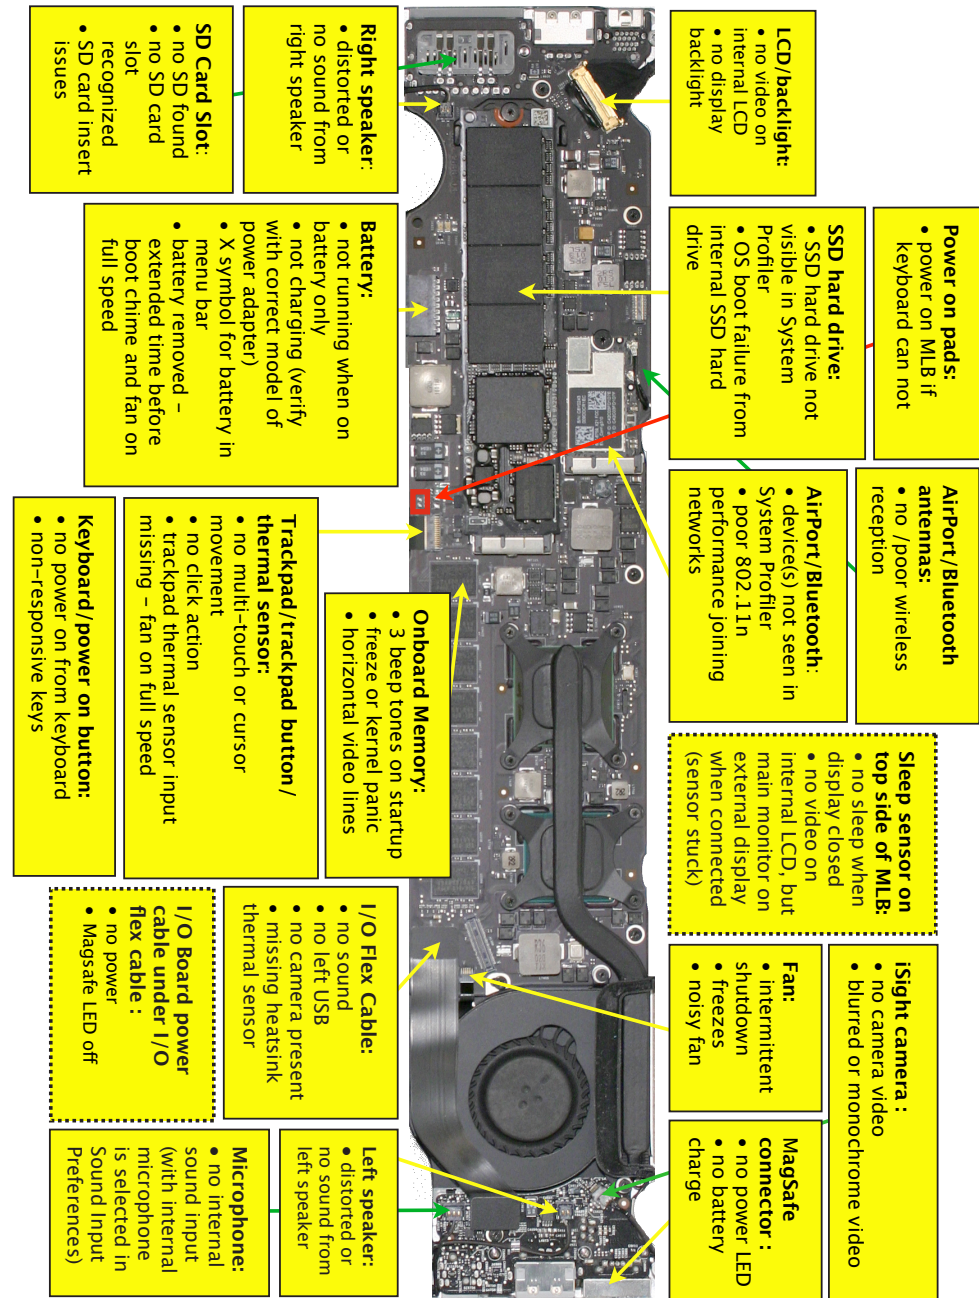 LCD/backlight:
• no video on
internal LCD
• no display
backlight
Power on pads:
• power on MLB if
keyboard can not
SSD hard drive:
• SSD hard drive not
visible in System
Profiler
• OS boot failure from
internal SSD hard
drive
AirPort/Bluetooth
antennas:
• no /poor wireless
reception
AirPort/Bluetooth:
• device(s) not seen in
System Profiler
• poor 802.11n
performance joining
networks
Sleep sensor on
top side of MLB:
• no sleep when
display closed
• no video on
internal LCD, but
main monitor on
external display
when connected
(sensor stuck)
iSight camera :
• no camera video
• blurred or monochrome video
Fan:
• intermittent
shutdown
• freezes
• noisy fan
MagSafe
connector :
• no power LED
• no battery
charge
Right speaker:
• distorted or
no sound from
right speaker
SD Card Slot:
• no SD found
• no SD card
slot
recognized
• SD card insert
issues
Battery:
• not running when on
battery only
• not charging (verify
with correct model of
power adapter)
• X symbol for battery in
menu bar
• battery removed –
extended time before
boot chime and fan on
full speed
Onboard Memory:
• 3 beep tones on startup
• freeze or kernel panic
• horizontal video lines
Trackpad/trackpad button/
thermal sensor:
• no multi-touch or cursor
movement
• no click action
• trackpad thermal sensor input
missing – fan on full speed
Keyboard/power on button:
• no power on from keyboard
• non-responsive keys
I/O Flex Cable:
• no sound
• no left USB
• no camera present
• missing heatsink
thermal sensor
I/O Board power
cable under I/O
flex cable :
• no power
• Magsafe LED off
Left speaker:
• distorted or
no sound from
left speaker
Microphone:
• no internal
sound input
(with internal
microphone
is selected in
Sound Input
Preferences)